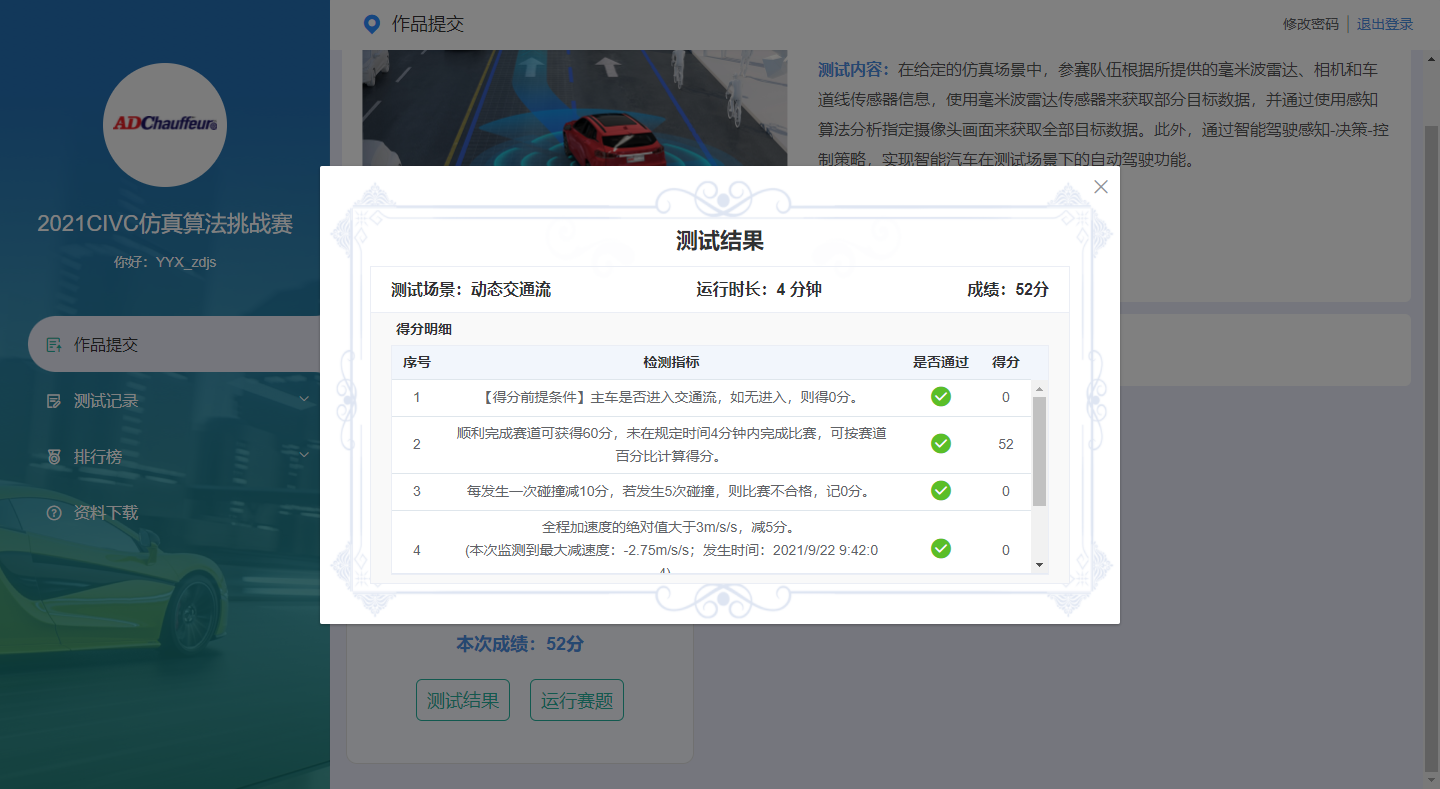 作品提交
修改密码
退出登录
ADChauffeur
2021CIVC仿真算法挑战赛
你好：YYX_zdjs
作品提交
测试记录
排行榜
资料下载
测试内容：在给定的仿真场景中，参赛队伍根据所提供的毫米波雷达、相机和车
道线传感器信息，使用毫米波雷达传感器来获取部分目标数据，并通过使用感知
算法分析指定摄像头画面来获取全部目标数据。此外，通过智能驾驶感知-决策-控
制策略，实现智能汽车在测试场景下的自动驾驶功能。
测试结果
测试场景：动态交通流 运行时长：4 分钟 成绩：52分
得分明细
序号 检测指标 是否通过 得分
1 【得分前提条件】主车是否进入交通流，如无进入，则得0分。 0
2 顺利完成赛道可获得60分，未在规定时间4分钟内完成比赛，可按赛道
百分比计算得分。 52
3 每发生一次碰撞减10分，若发生5次碰撞，则比赛不合格，记0分。 0
4 全程加速度的绝对值大于3m/s/s，减5分。
(本次监测到最大减速度：-2.75m/s/s；发生时间：2021/9/22 9:42:0 0
4)
本次成绩：52分
测试结果
运行赛题